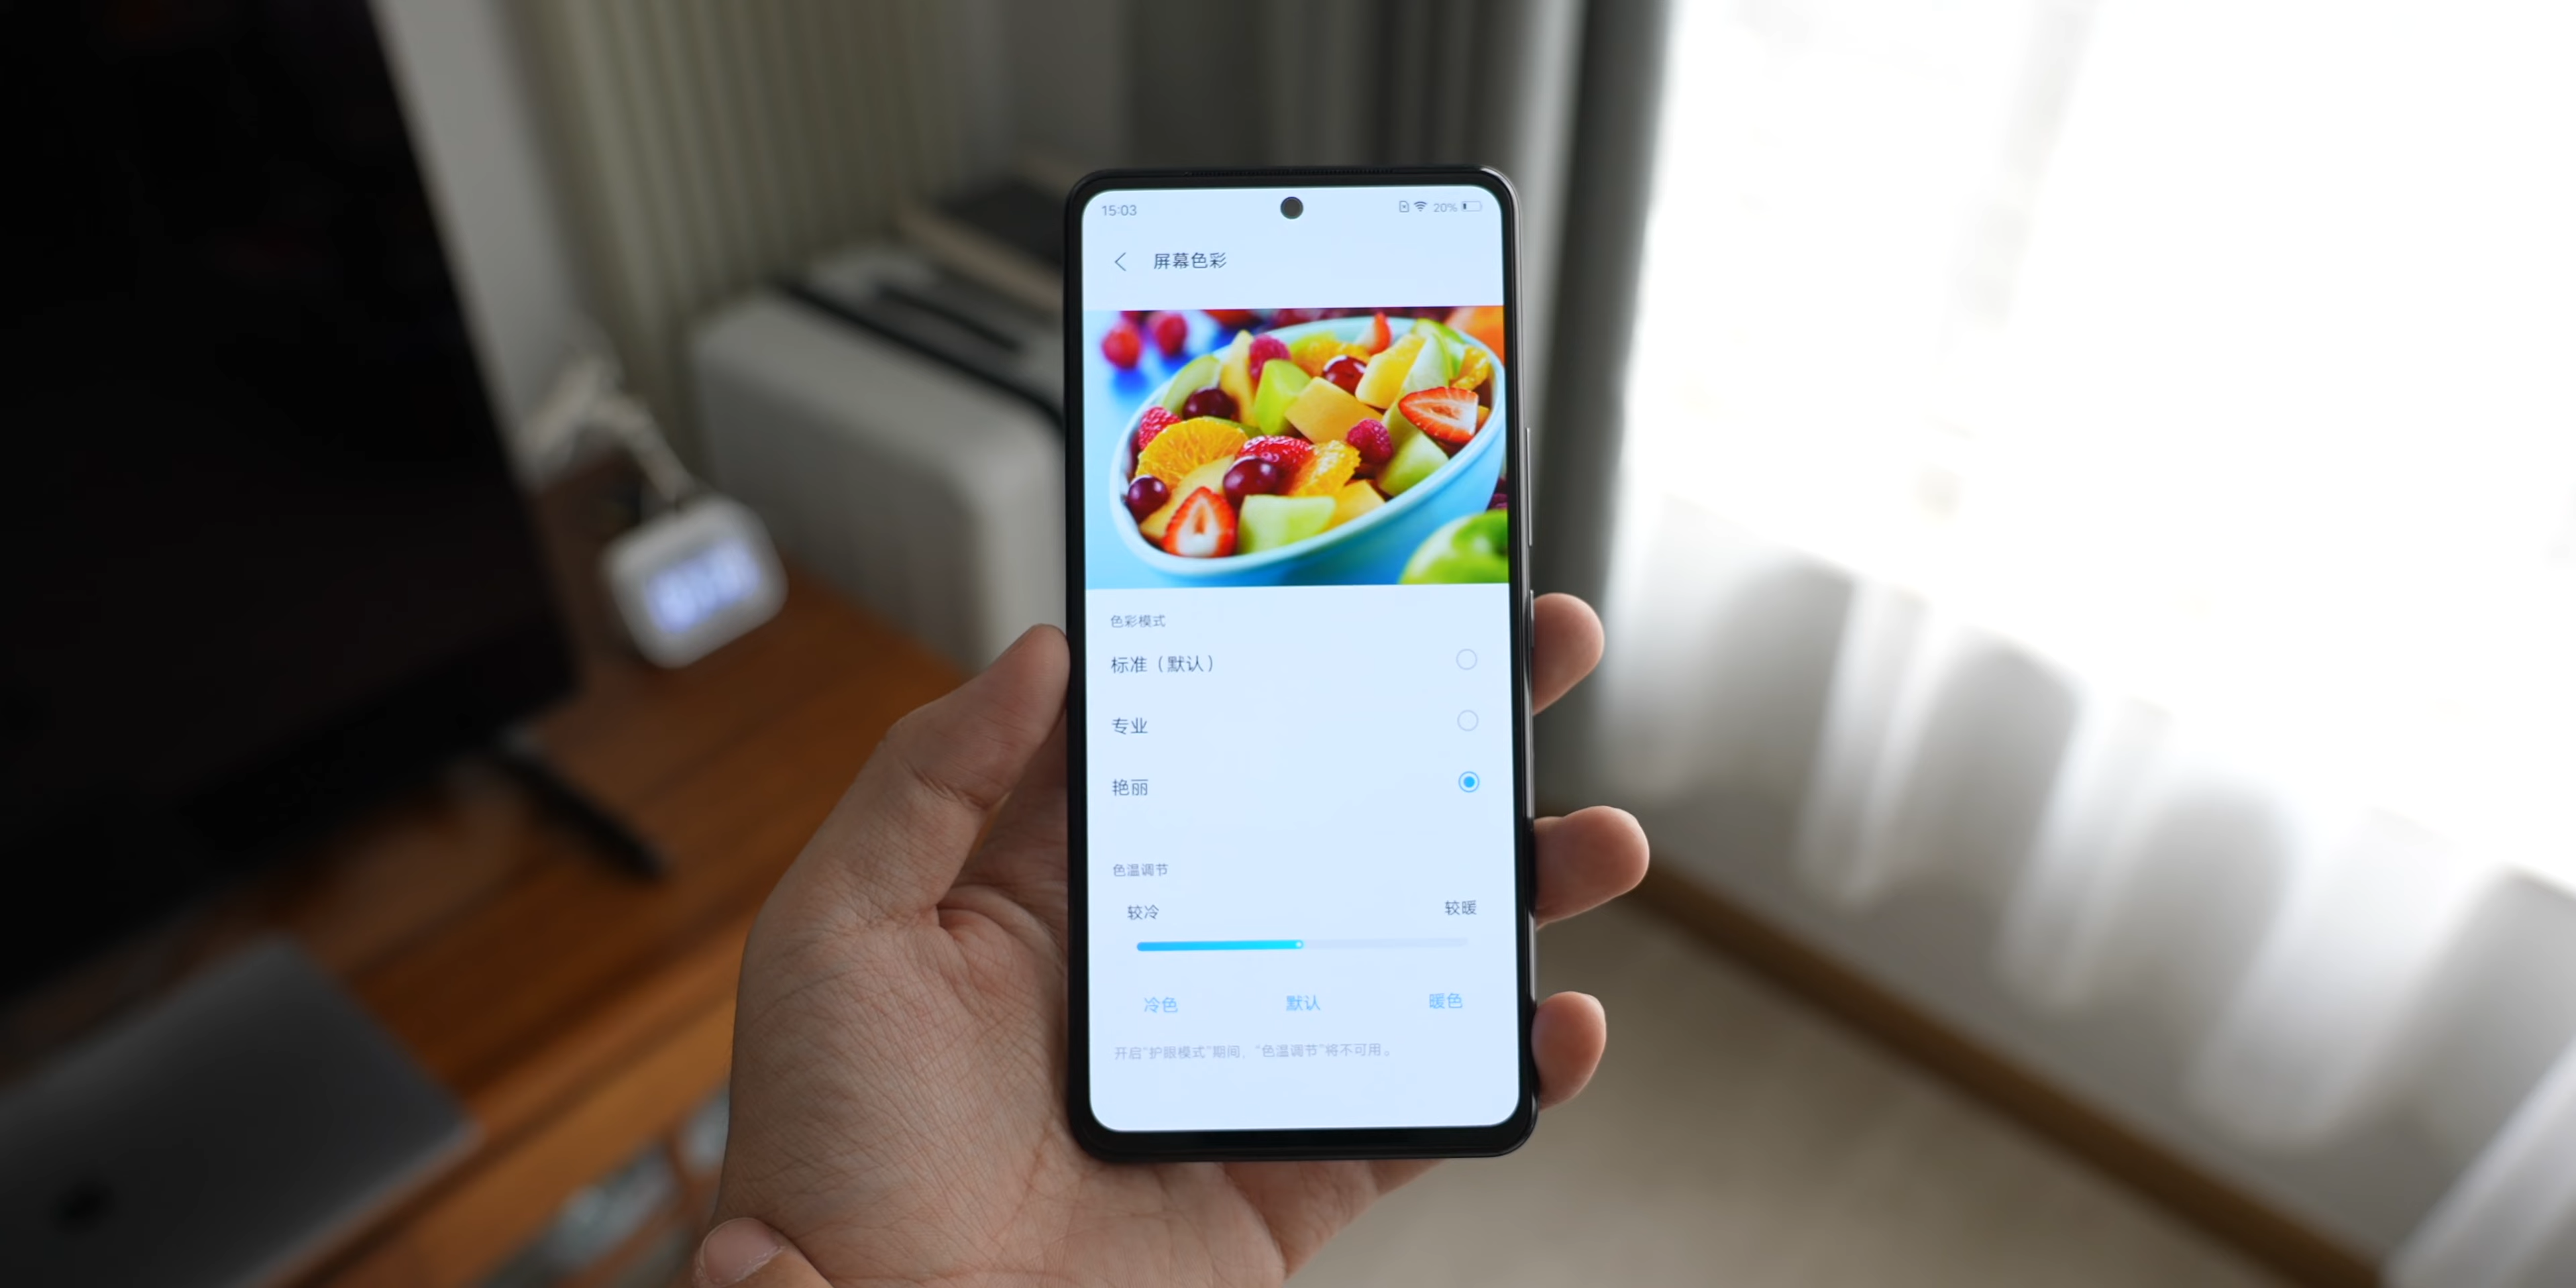 15:03 20%
屏幕色彩
色彩模式
标准（默认）
专业
艳丽
色温调节
较冷 较暖
冷色 默认 暖色
开启“护眼模式”期间，“色温调节”将不可用。